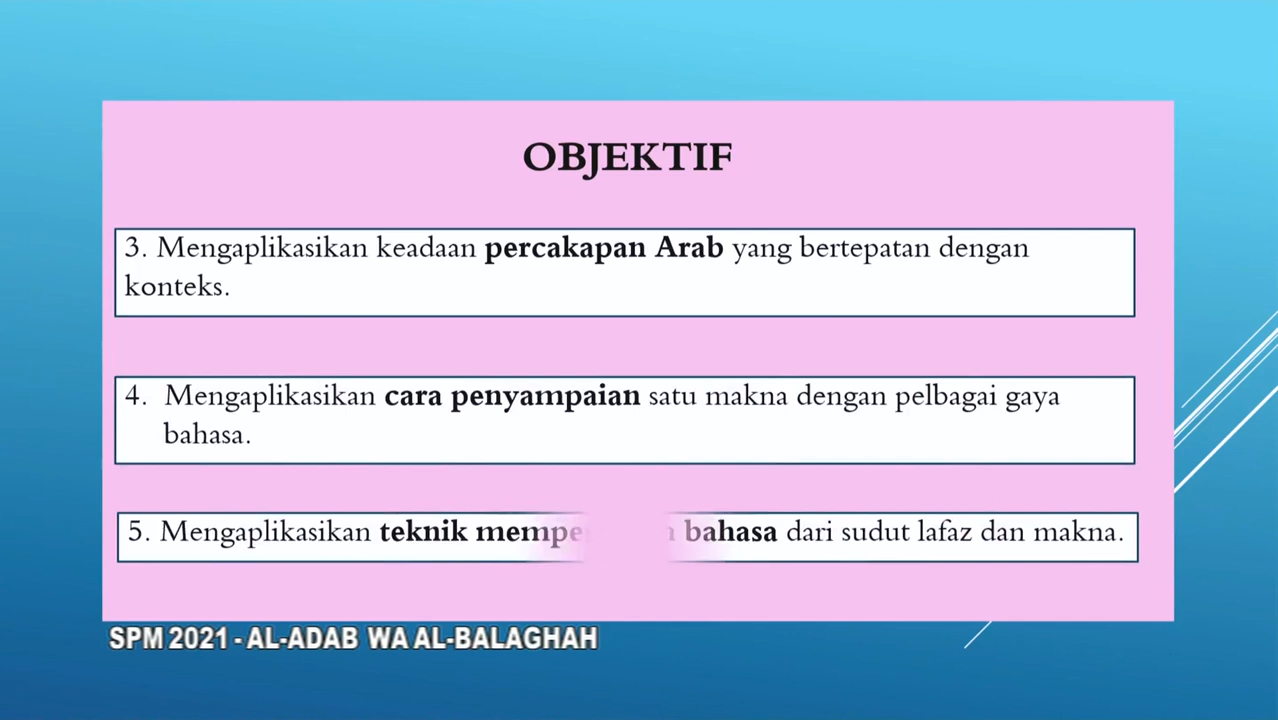 OBJEKTIF
3. Mengaplikasikan keadaan percakapan Arab yang bertepatan dengan
konteks.
4. Mengaplikasikan cara penyampaian satu makna dengan pelbagai gaya
bahasa.
5. Mengaplikasikan teknik bahasa dari sudut lafaz dan makna.
SPM 2021 - AL-ADAB WA AL-BALAGHAH